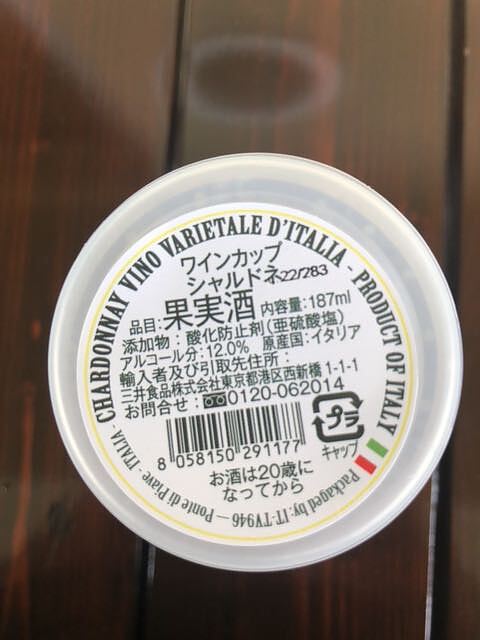 CHARDONNAY VINO VARIETALE D'ITALIA - PRODUCT OF ITALY
ワインカップ
シャルドネ22/283
品目:果実酒 内容量:187ml
添加物:酸化防止剤(亜硫酸塩)
アルコール分:12.0% 原産国:イタリア
輸入者及び引取先住所:
三井食品株式会社東京都港区西新橋1-1-1
お問合せ:0120-062014
プラ
キャップ
8 058150 291177
お酒は20歳に
なってから
Packaged by: IT-TV946 - Ponte di Piave - ITALIA -